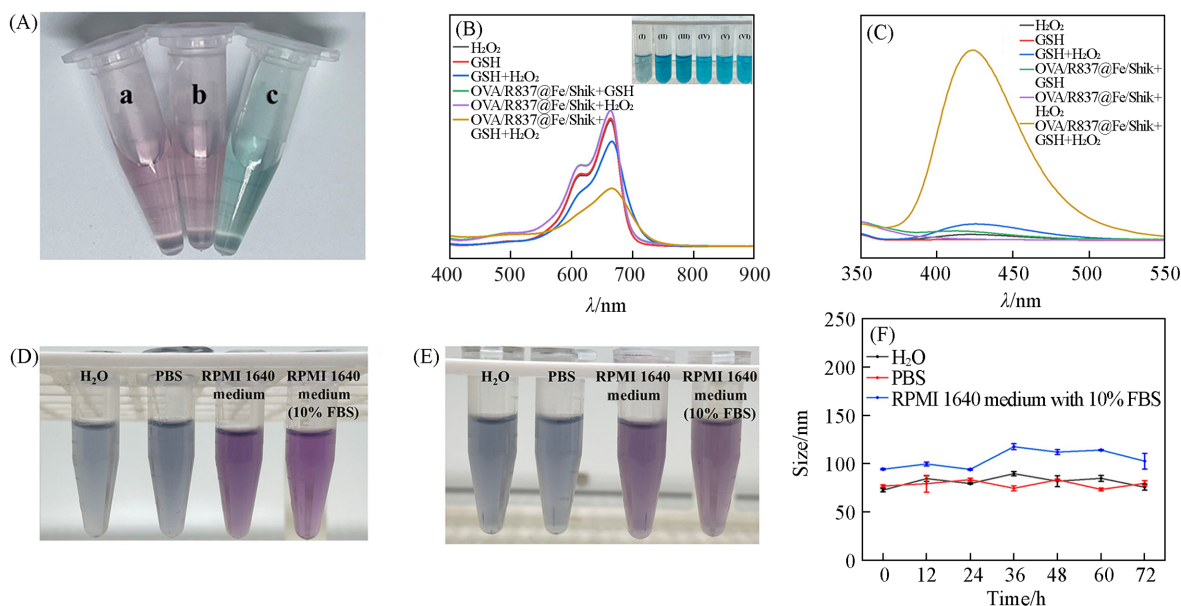 (A)
a
b
c
(B)
H₂O₂
GSH
GSH+H₂O₂
OVA/R837@Fe/Shik+GSH
OVA/R837@Fe/Shik+H₂O₂
OVA/R837@Fe/Shik+
GSH+H₂O₂
(I) (II) (III) (IV) (V) (VI)
400 500 600 700 800 900
λ/nm
(C)
H₂O₂
GSH
GSH+H₂O₂
OVA/R837@Fe/Shik+
GSH
OVA/R837@Fe/Shik+
H₂O₂
OVA/R837@Fe/Shik+
GSH+H₂O₂
350 400 450 500 550
λ/nm
(D)
H₂O
PBS
RPMI 1640
medium
RPMI 1640
medium
(10% FBS)
(E)
H₂O
PBS
RPMI 1640
medium
RPMI 1640
medium
(10% FBS)
(F)
H₂O
PBS
RPMI 1640 medium with 10% FBS
Size/nm
250
200
150
100
50
0
0 12 24 36 48 60 72
Time/h